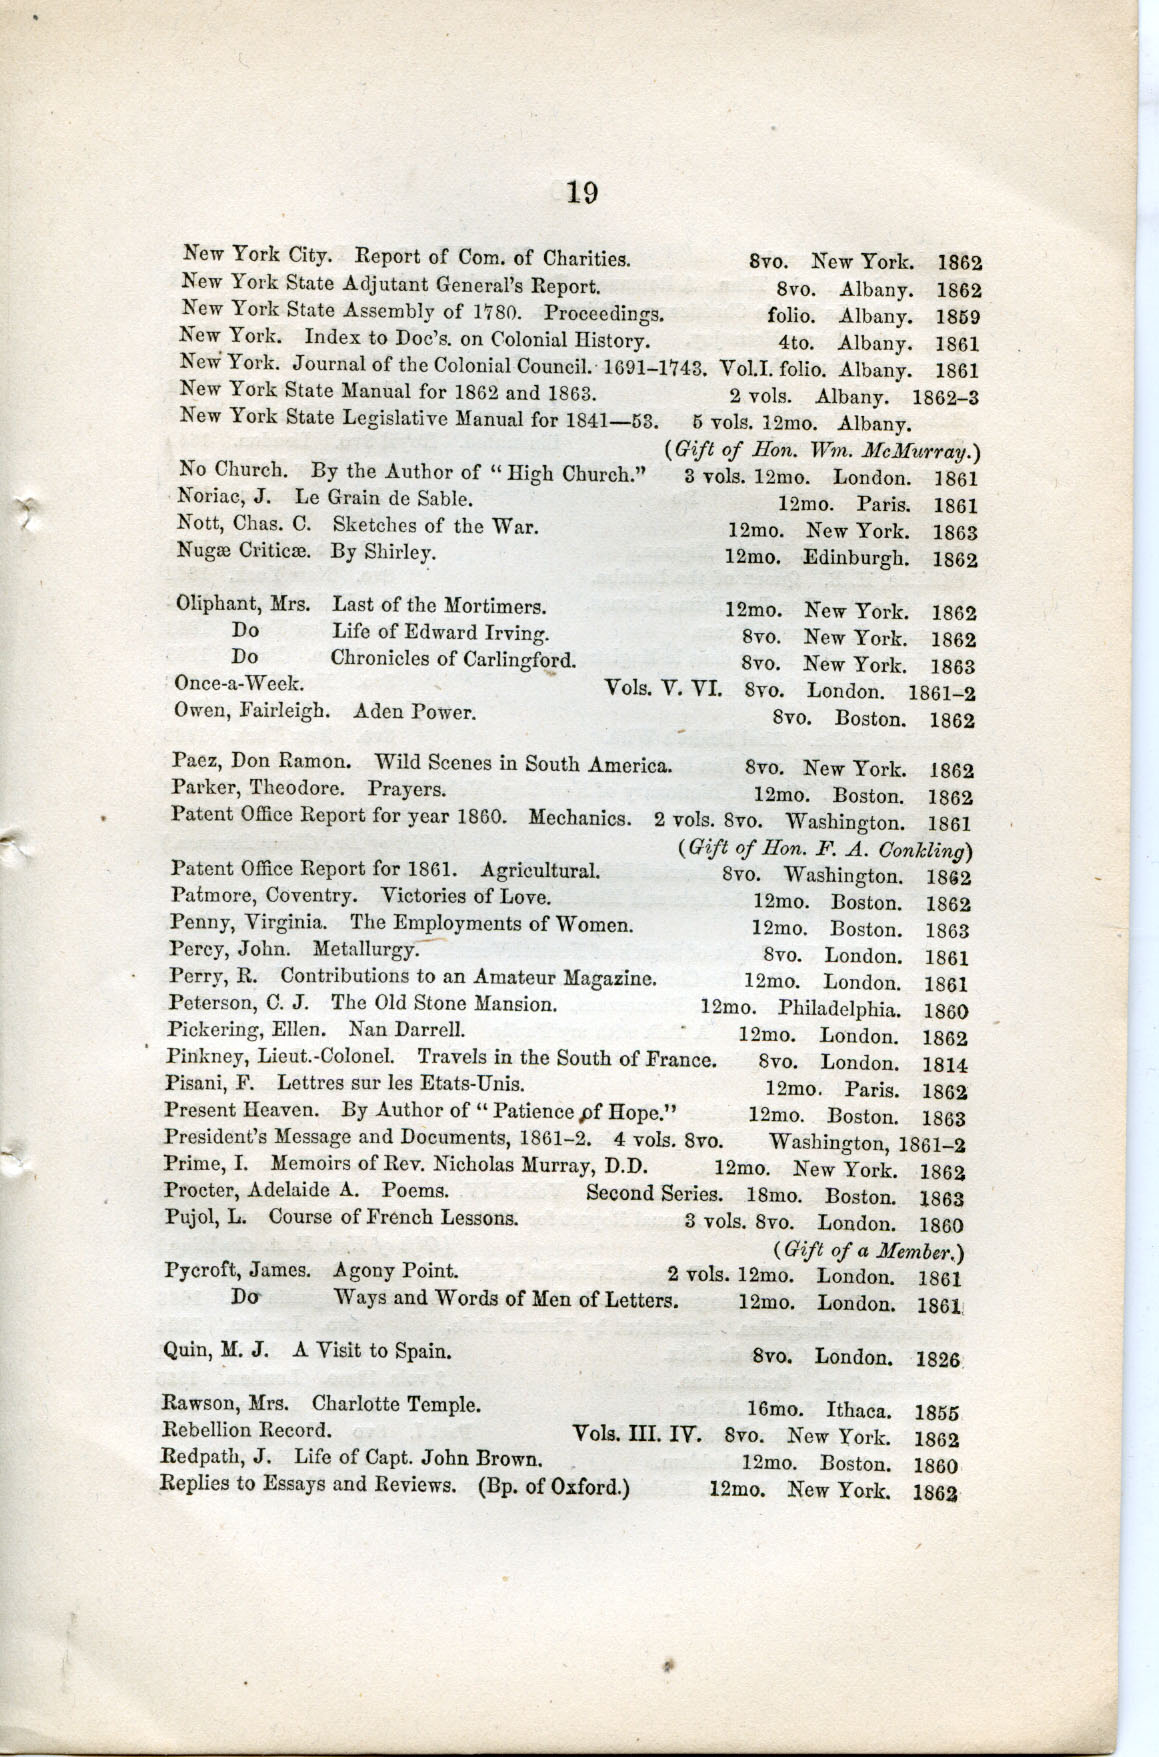 19
New York City. Report of Com. of Charities. 8vo. New York. 1862
New York State Adjutant General's Report. 8vo. Albany. 1862
New York State Assembly of 1780. Proceedings. folio. Albany. 1859
New York. Index to Doc's. on Colonial History. 4to. Albany. 1861
New York. Journal of the Colonial Council. 1691–1743. Vol.I. folio. Albany. 1861
New York State Manual for 1862 and 1863. 2 vols. Albany. 1862–3
New York State Legislative Manual for 1841—53. 5 vols. 12mo. Albany.
(Gift of Hon. Wm. McMurray.)
No Church. By the Author of "High Church." 3 vols. 12mo. London. 1861
Noriac, J. Le Grain de Sable. 12mo. Paris. 1861
Nott, Chas. C. Sketches of the War. 12mo. New York. 1863
Nugæ Criticæ. By Shirley. 12mo. Edinburgh. 1862
Oliphant, Mrs. Last of the Mortimers. 12mo. New York. 1862
Do Life of Edward Irving. 8vo. New York. 1862
Do Chronicles of Carlingford. 8vo. New York. 1863
Once-a-Week. Vols. V. VI. 8vo. London. 1861–2
Owen, Fairleigh. Aden Power. 8vo. Boston. 1862
Paez, Don Ramon. Wild Scenes in South America. 8vo. New York. 1862
Parker, Theodore. Prayers. 12mo. Boston. 1862
Patent Office Report for year 1860. Mechanics. 2 vols. 8vo. Washington. 1861
(Gift of Hon. F. A. Conkling)
Patent Office Report for 1861. Agricultural. 8vo. Washington. 1862
Patmore, Coventry. Victories of Love. 12mo. Boston. 1862
Penny, Virginia. The Employments of Women. 12mo. Boston. 1863
Percy, John. Metallurgy. 8vo. London. 1861
Perry, R. Contributions to an Amateur Magazine. 12mo. London. 1861
Peterson, C. J. The Old Stone Mansion. 12mo. Philadelphia. 1860
Pickering, Ellen. Nan Darrell. 12mo. London. 1862
Pinkney, Lieut.-Colonel. Travels in the South of France. 8vo. London. 1814
Pisani, F. Lettres sur les Etats-Unis. 12mo. Paris. 1862
Present Heaven. By Author of "Patience of Hope." 12mo. Boston. 1863
President's Message and Documents, 1861–2. 4 vols. 8vo. Washington, 1861–2
Prime, I. Memoirs of Rev. Nicholas Murray, D.D. 12mo. New York. 1862
Procter, Adelaide A. Poems. Second Series. 18mo. Boston. 1863
Pujol, L. Course of French Lessons. 3 vols. 8vo. London. 1860
(Gift of a Member.)
Pycroft, James. Agony Point. 2 vols. 12mo. London. 1861
Do Ways and Words of Men of Letters. 12mo. London. 1861
Quin, M. J. A Visit to Spain. 8vo. London. 1826
Rawson, Mrs. Charlotte Temple. 16mo. Ithaca. 1855
Rebellion Record. Vols. III. IV. 8vo. New York. 1862
Redpath, J. Life of Capt. John Brown. 12mo. Boston. 1860
Replies to Essays and Reviews. (Bp. of Oxford.) 12mo. New York. 1862